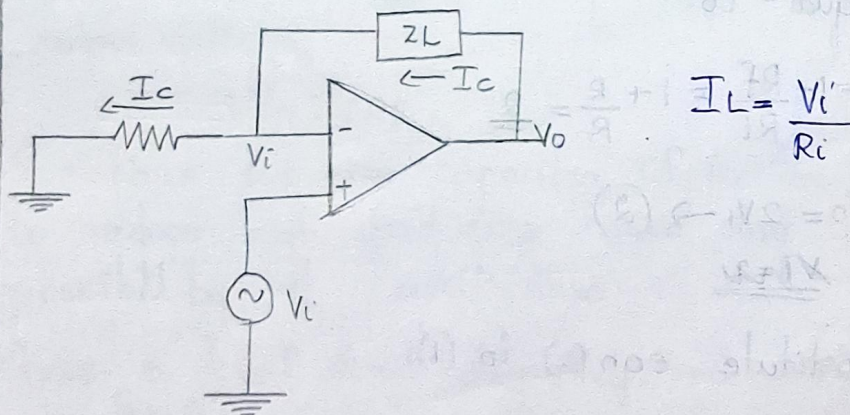 ZL
← Ic
Ic
IL = Vi / Ri
-
Vi
Vo
+
Vi